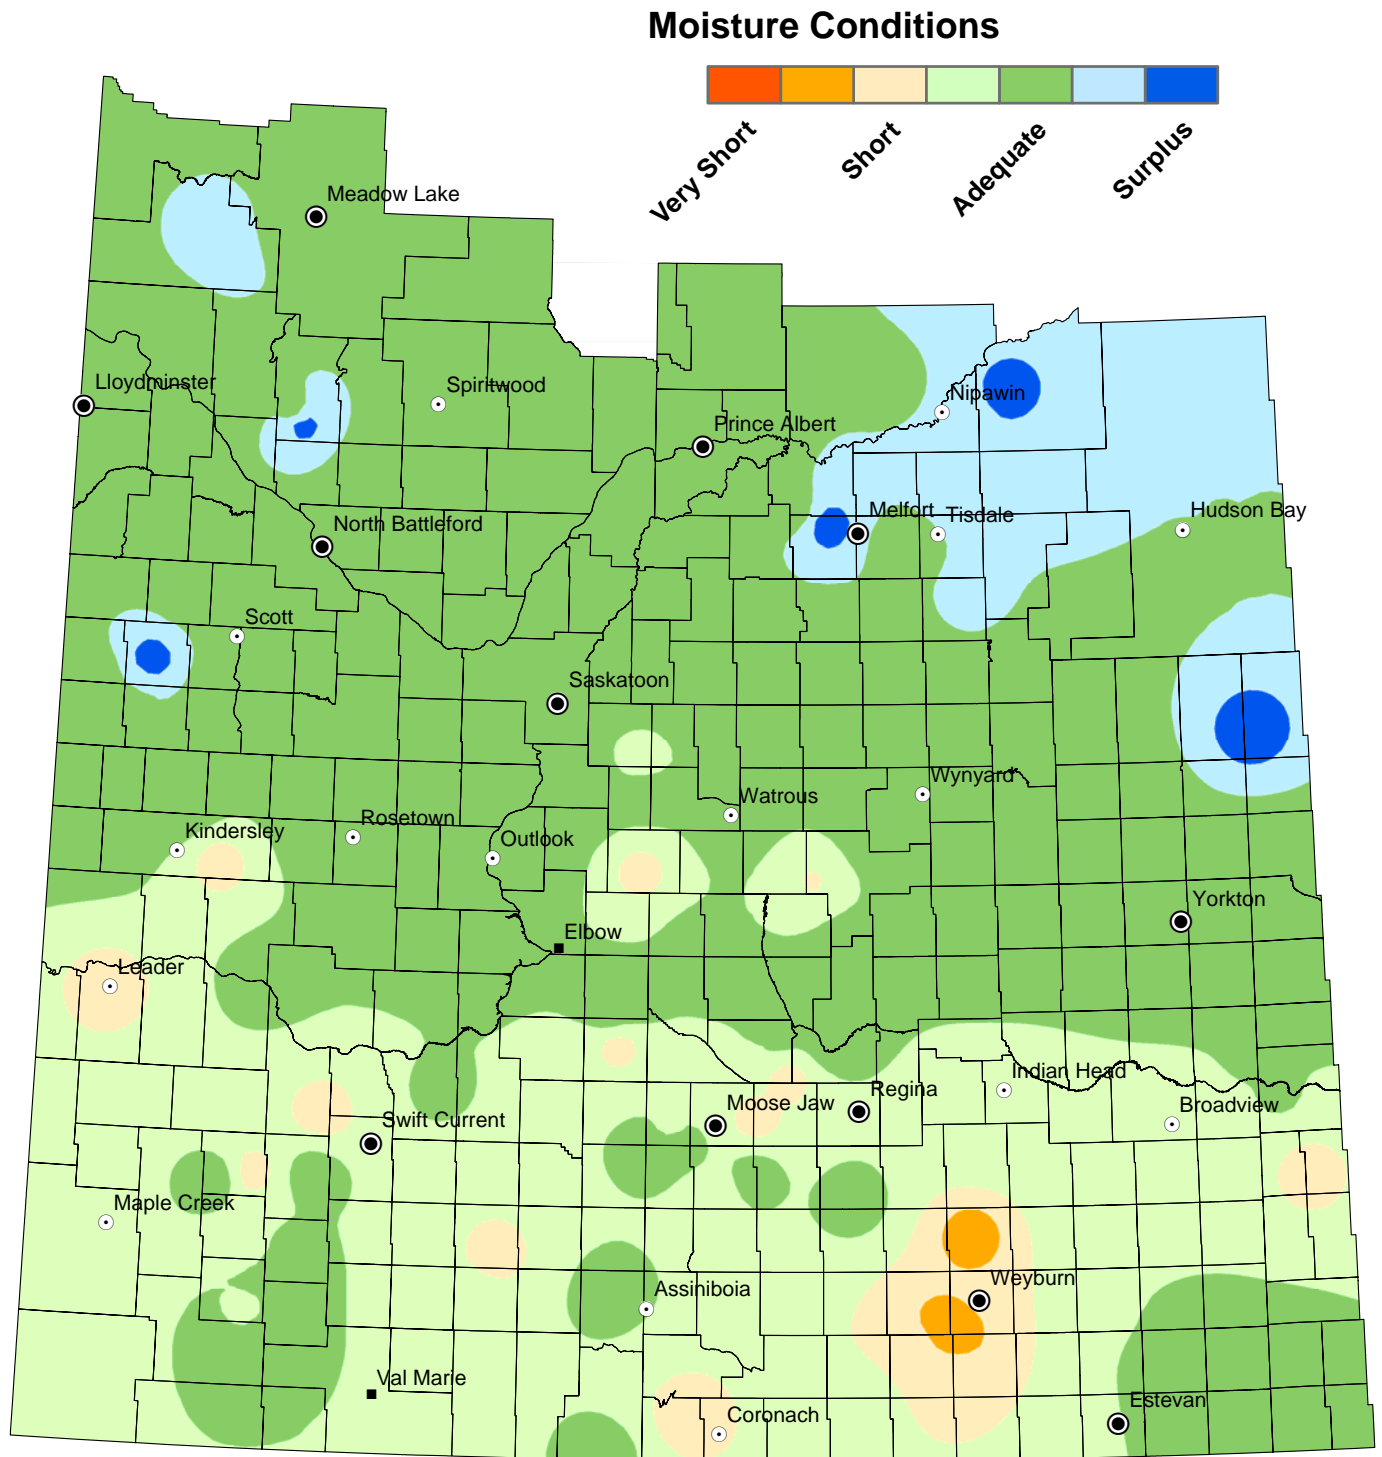 Moisture Conditions
Very Short
Short
Adequate
Surplus
Meadow Lake
Lloydminster
Spiritwood
Nipawin
Prince Albert
Melfort
Tisdale
Hudson Bay
North Battleford
Scott
Saskatoon
Wynyard
Watrous
Rosetown
Kindersley
Outlook
Yorkton
Elbow
Leader
Indian Head
Regina
Moose Jaw
Broadview
Swift Current
Maple Creek
Weyburn
Assiniboia
Val Marie
Estevan
Coronach